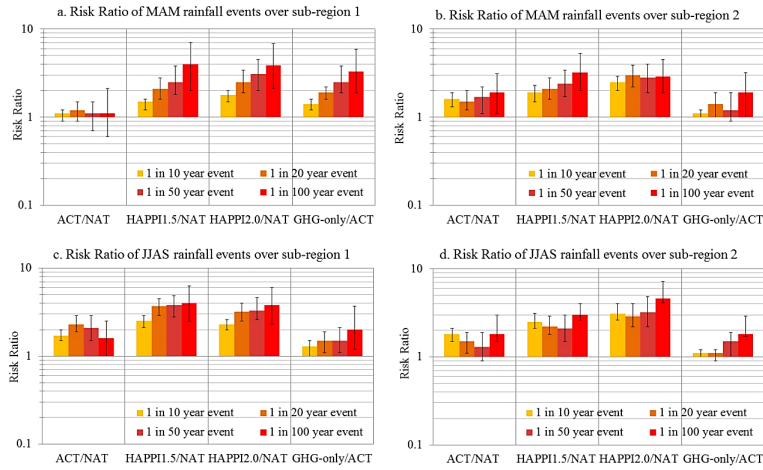 a. Risk Ratio of MAM rainfall events over sub-region 1
10
1
0.1
Risk Ratio
1 in 10 year event
1 in 20 year event
1 in 50 year event
1 in 100 year event
ACT/NAT
HAPPI1.5/NAT
HAPPI2.0/NAT
GHG-only/ACT
b. Risk Ratio of MAM rainfall events over sub-region 2
10
1
0.1
Risk Ratio
1 in 10 year event
1 in 20 year event
1 in 50 year event
1 in 100 year event
ACT/NAT
HAPPI1.5/NAT
HAPPI2.0/NAT
GHG-only/ACT
c. Risk Ratio of JJAS rainfall events over sub-region 1
10
1
0.1
Risk Ratio
1 in 10 year event
1 in 20 year event
1 in 50 year event
1 in 100 year event
ACT/NAT
HAPPI1.5/NAT
HAPPI2.0/NAT
GHG-only/ACT
d. Risk Ratio of JJAS rainfall events over sub-region 2
10
1
0.1
Risk Ratio
1 in 10 year event
1 in 20 year event
1 in 50 year event
1 in 100 year event
ACT/NAT
HAPPI1.5/NAT
HAPPI2.0/NAT
GHG-only/ACT